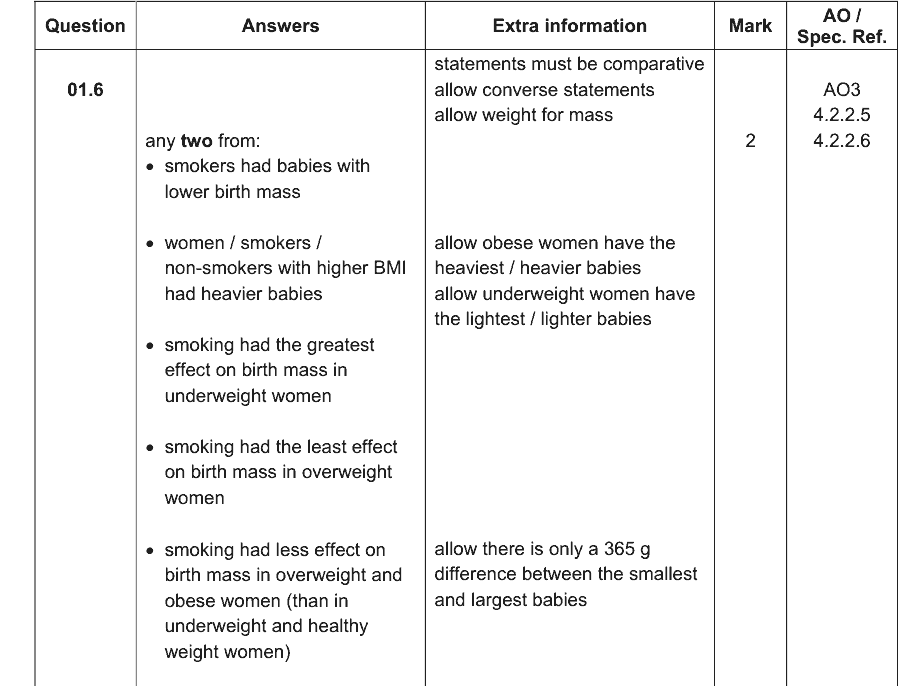 Question Answers Extra information Mark AO /
Spec. Ref.
statements must be comparative
01.6 allow converse statements AO3
allow weight for mass 4.2.2.5
any two from: 2 4.2.2.6
• smokers had babies with
lower birth mass
• women / smokers / allow obese women have the
non-smokers with higher BMI heaviest / heavier babies
had heavier babies allow underweight women have
the lightest / lighter babies
• smoking had the greatest
effect on birth mass in
underweight women
• smoking had the least effect
on birth mass in overweight
women
• smoking had less effect on allow there is only a 365 g
birth mass in overweight and difference between the smallest
obese women (than in and largest babies
underweight and healthy
weight women)